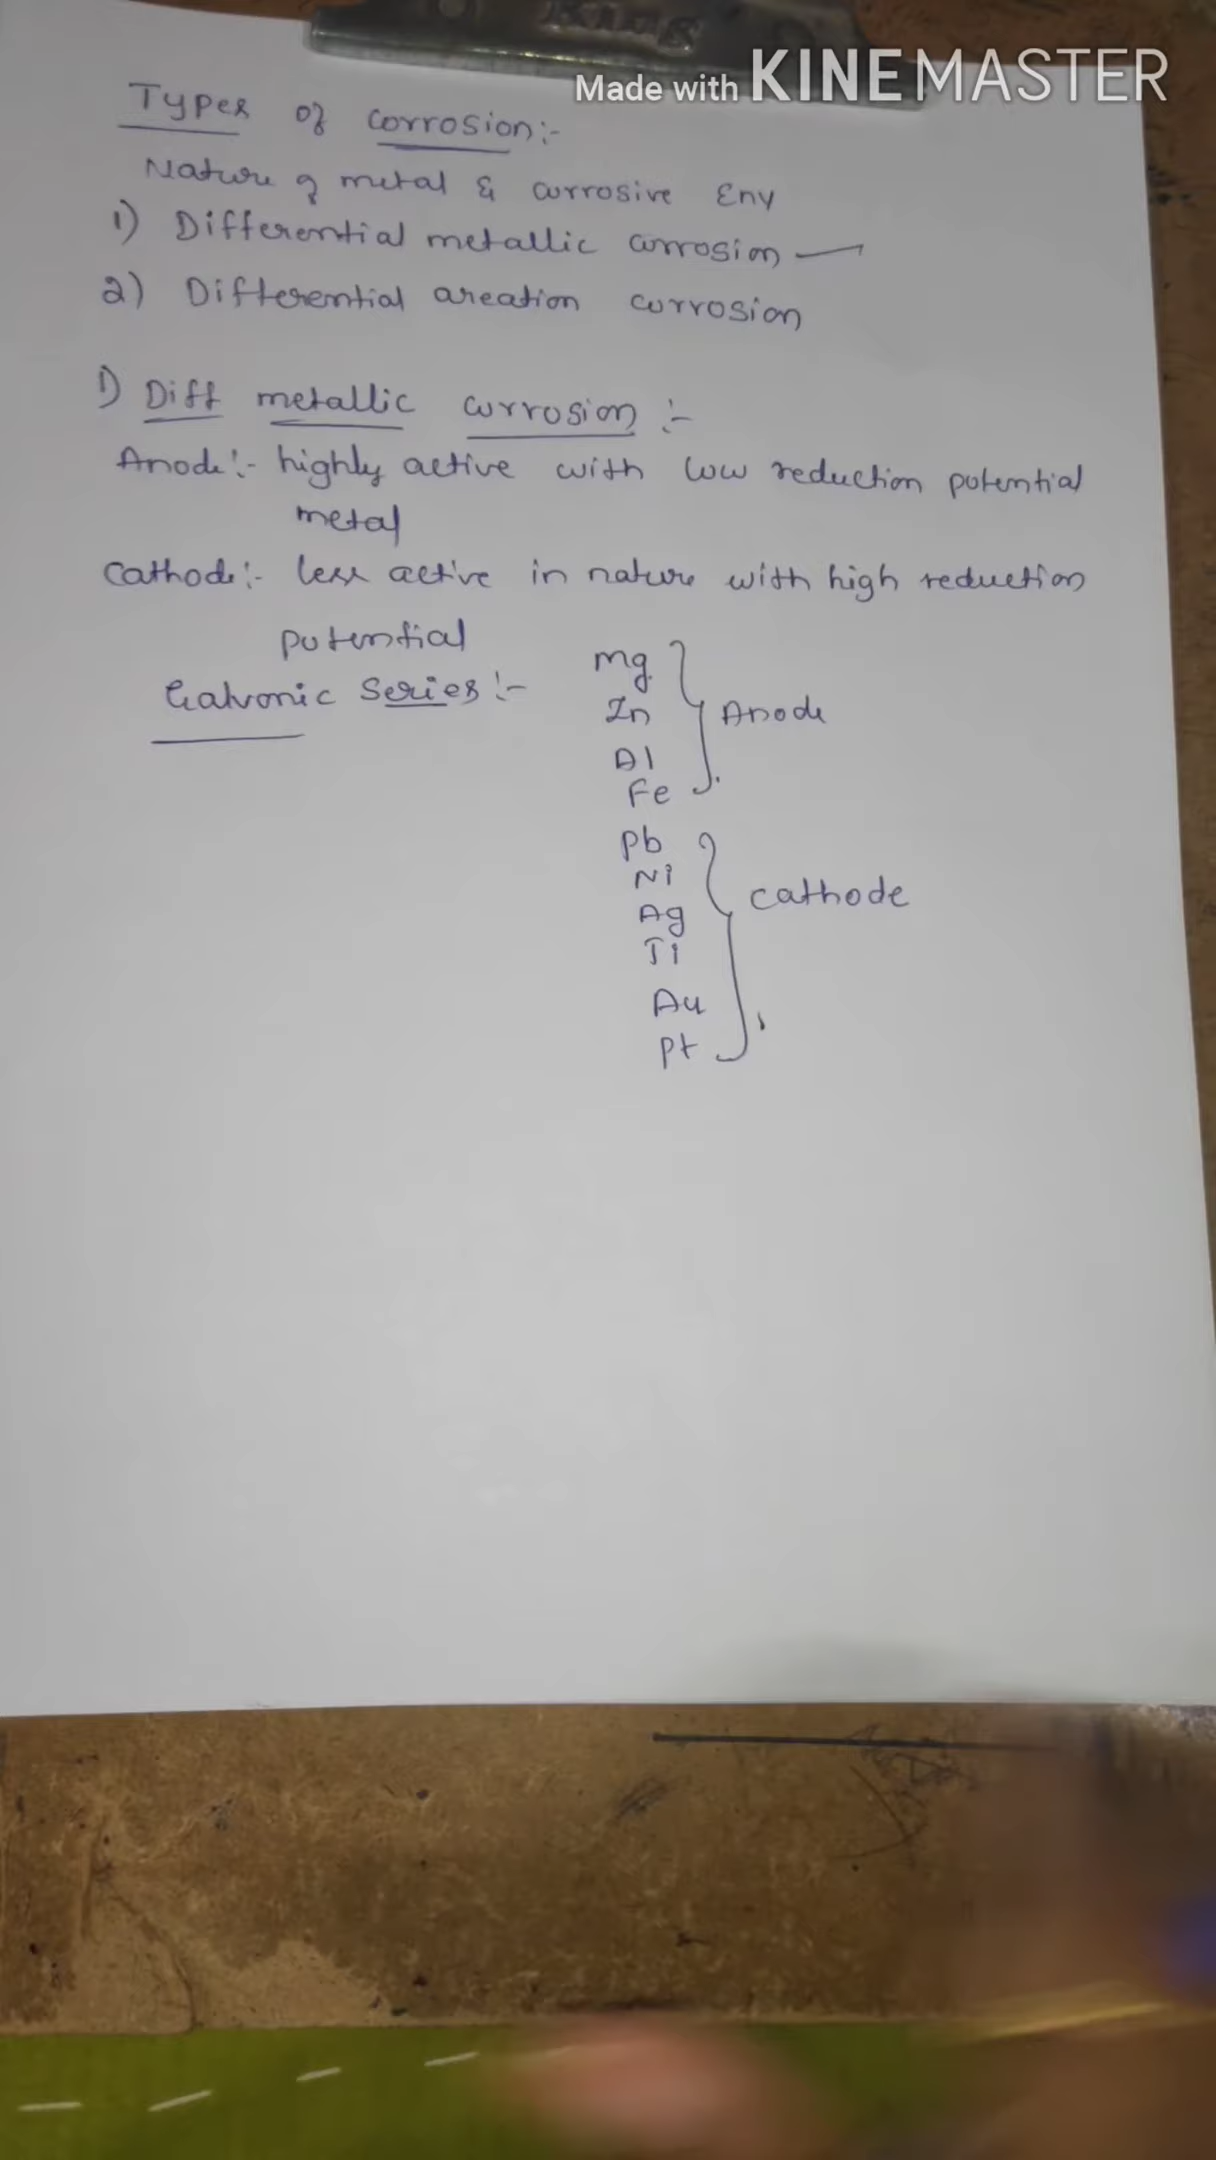 Made with KINEMASTER
Types of corrosion:-
Nature of metal & corrosive Env
1) Differential metallic corrosion —
2) Differential areation corrosion
1) Diff metallic corrosion :-
Anode:- highly active with low reduction potential
metal
Cathode:- less active in nature with high reduction
potential
Galvonic Series:-
Mg
Zn
Al
Fe
Anode
Pb
Ni
Ag
Ti
Au
Pt
Cathode